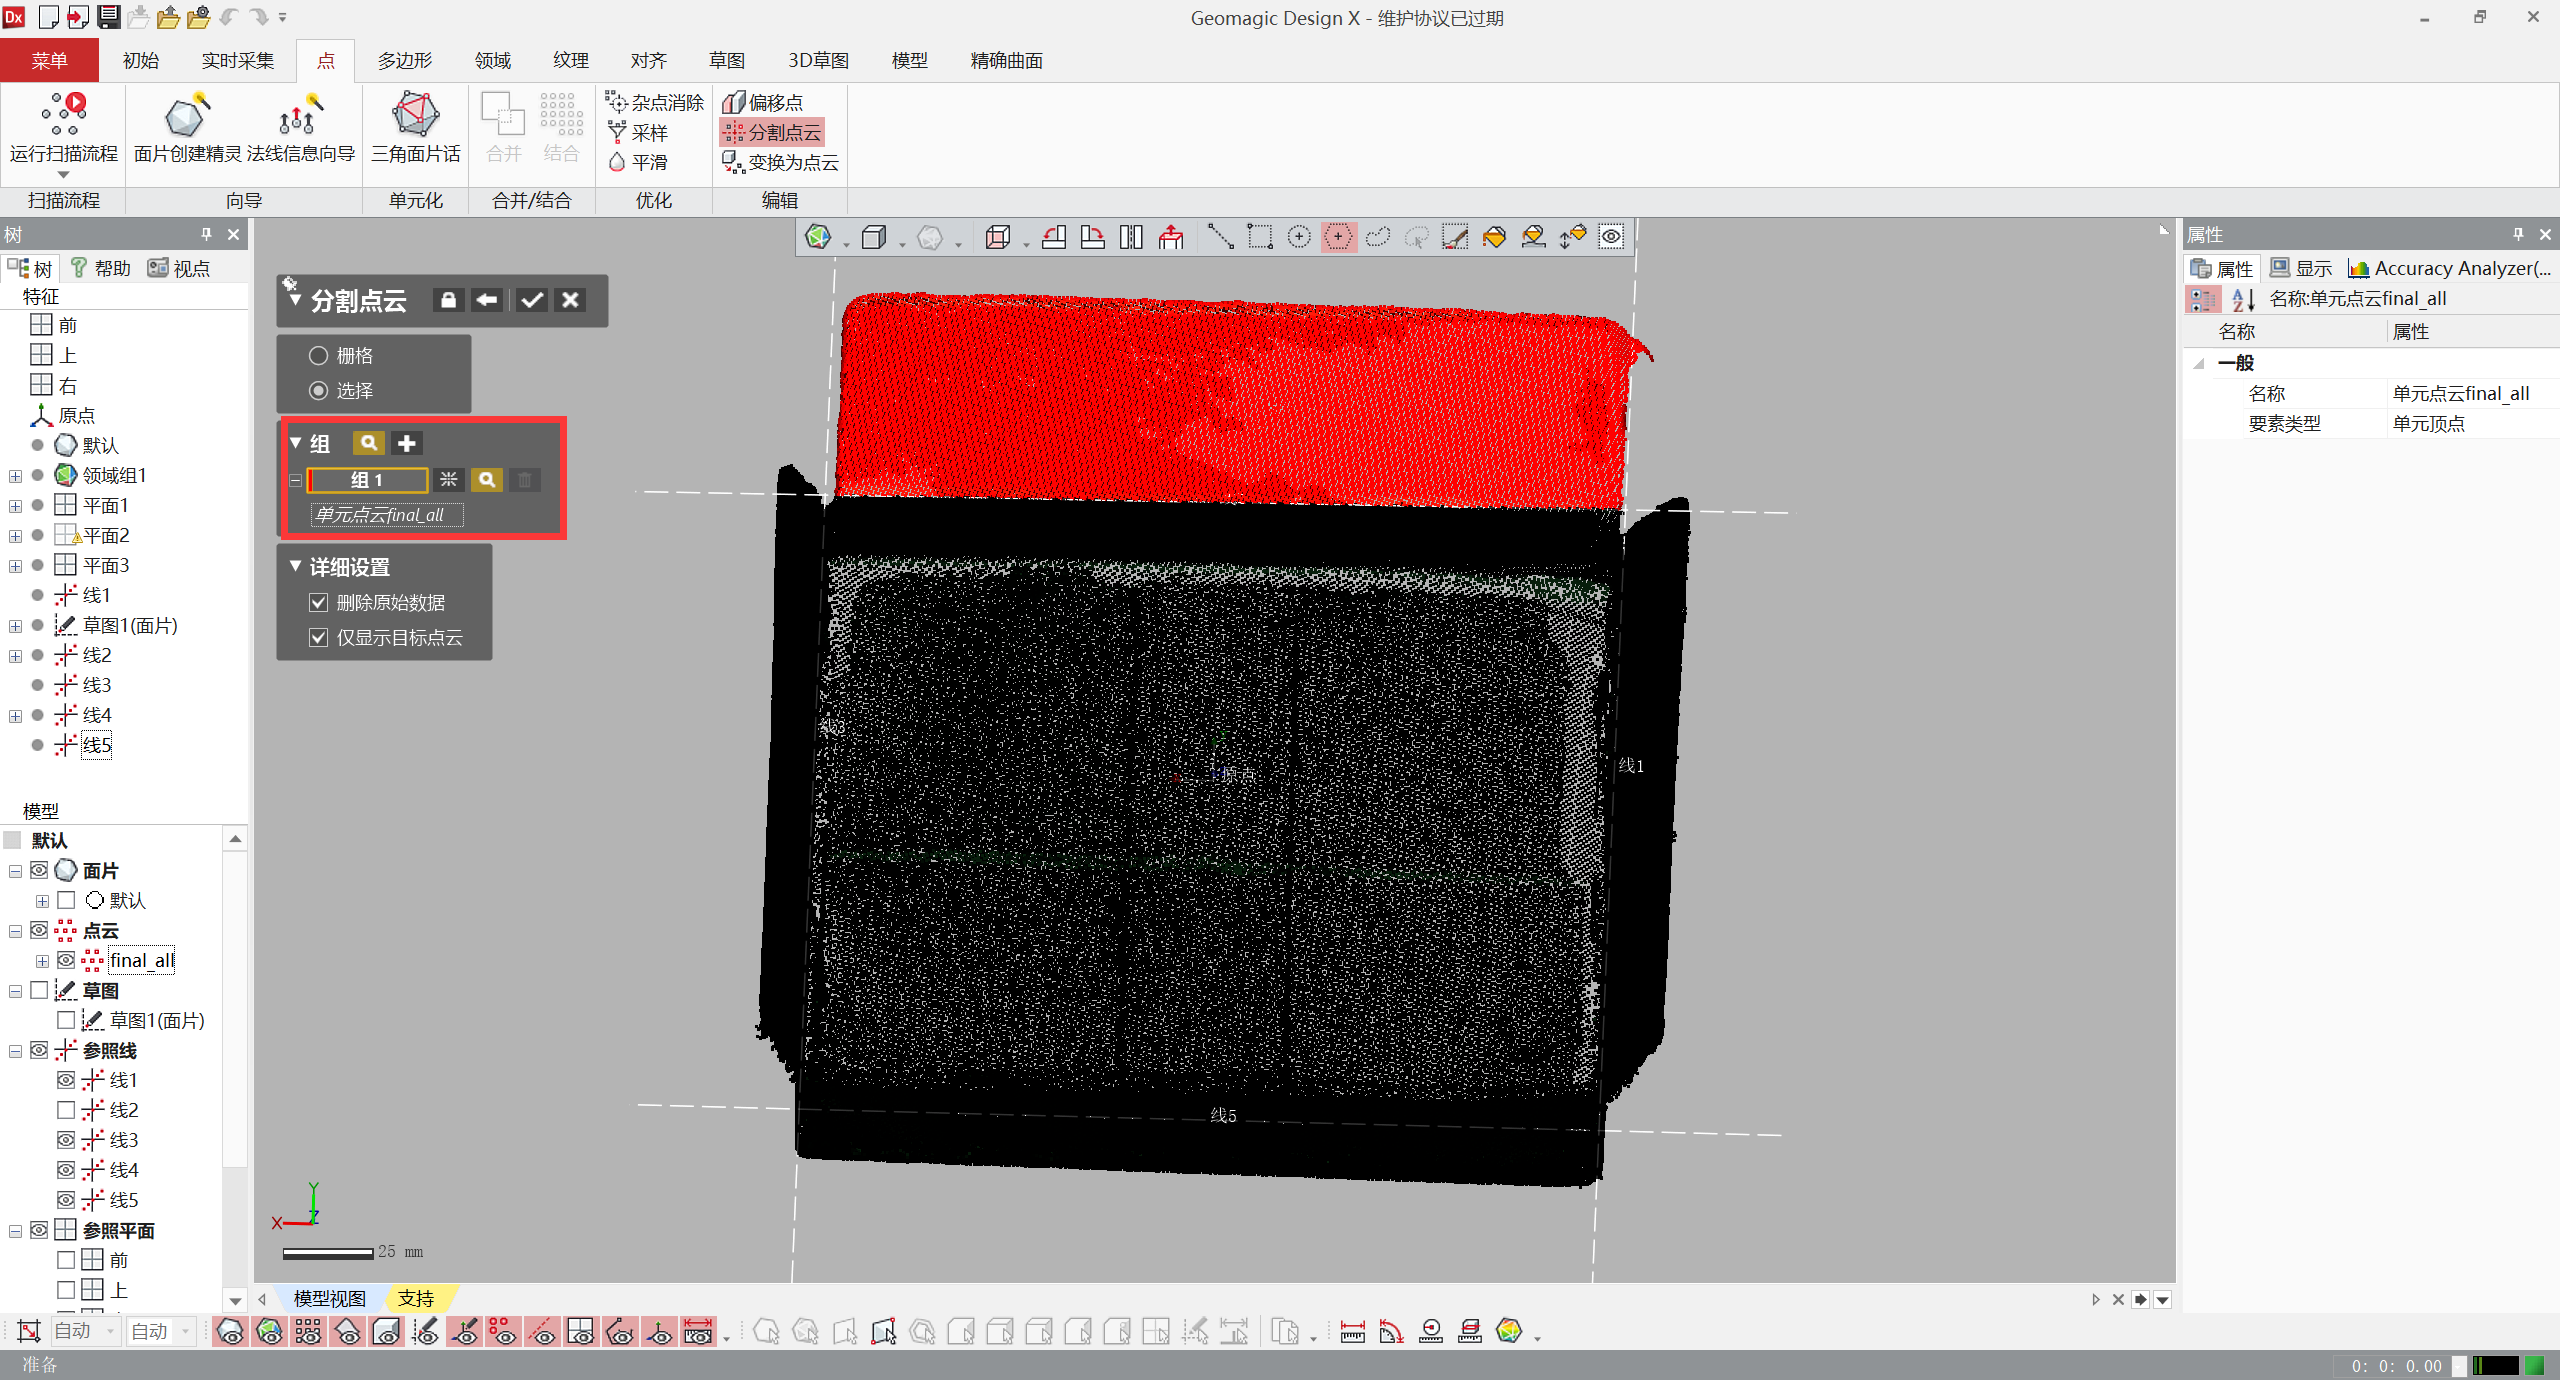 Dx
Geomagic Design X - 维护协议已过期
菜单 初始 实时采集 点 多边形 领域 纹理 对齐 草图 3D草图 模型 精确曲面
运行扫描流程 面片创建精灵 法线信息向导 三角面片话 合并 结合
杂点消除 偏移点
采样 分割点云
平滑 变换为点云
扫描流程 向导 单元化 合并/结合 优化 编辑
树
树 帮助 视点
特征
前
上
右
原点
默认
领域组1
平面1
平面2
平面3
线1
草图1(面片)
线2
线3
线4
线5
模型
默认
面片
默认
点云
final_all
草图
草图1(面片)
参照线
线1
线2
线3
线4
线5
参照平面
前
上
分割点云
栅格
选择
组
组 1
单元点云final_all
详细设置
删除原始数据
仅显示目标点云
线3
原点
线1
线5
Y
X
Z
25 mm
模型视图 支持
属性
属性 显示 Accuracy Analyzer(...
名称:单元点云final_all
名称 属性
一般
名称 单元点云final_all
要素类型 单元顶点
自动 自动
准备
0: 0: 0.00